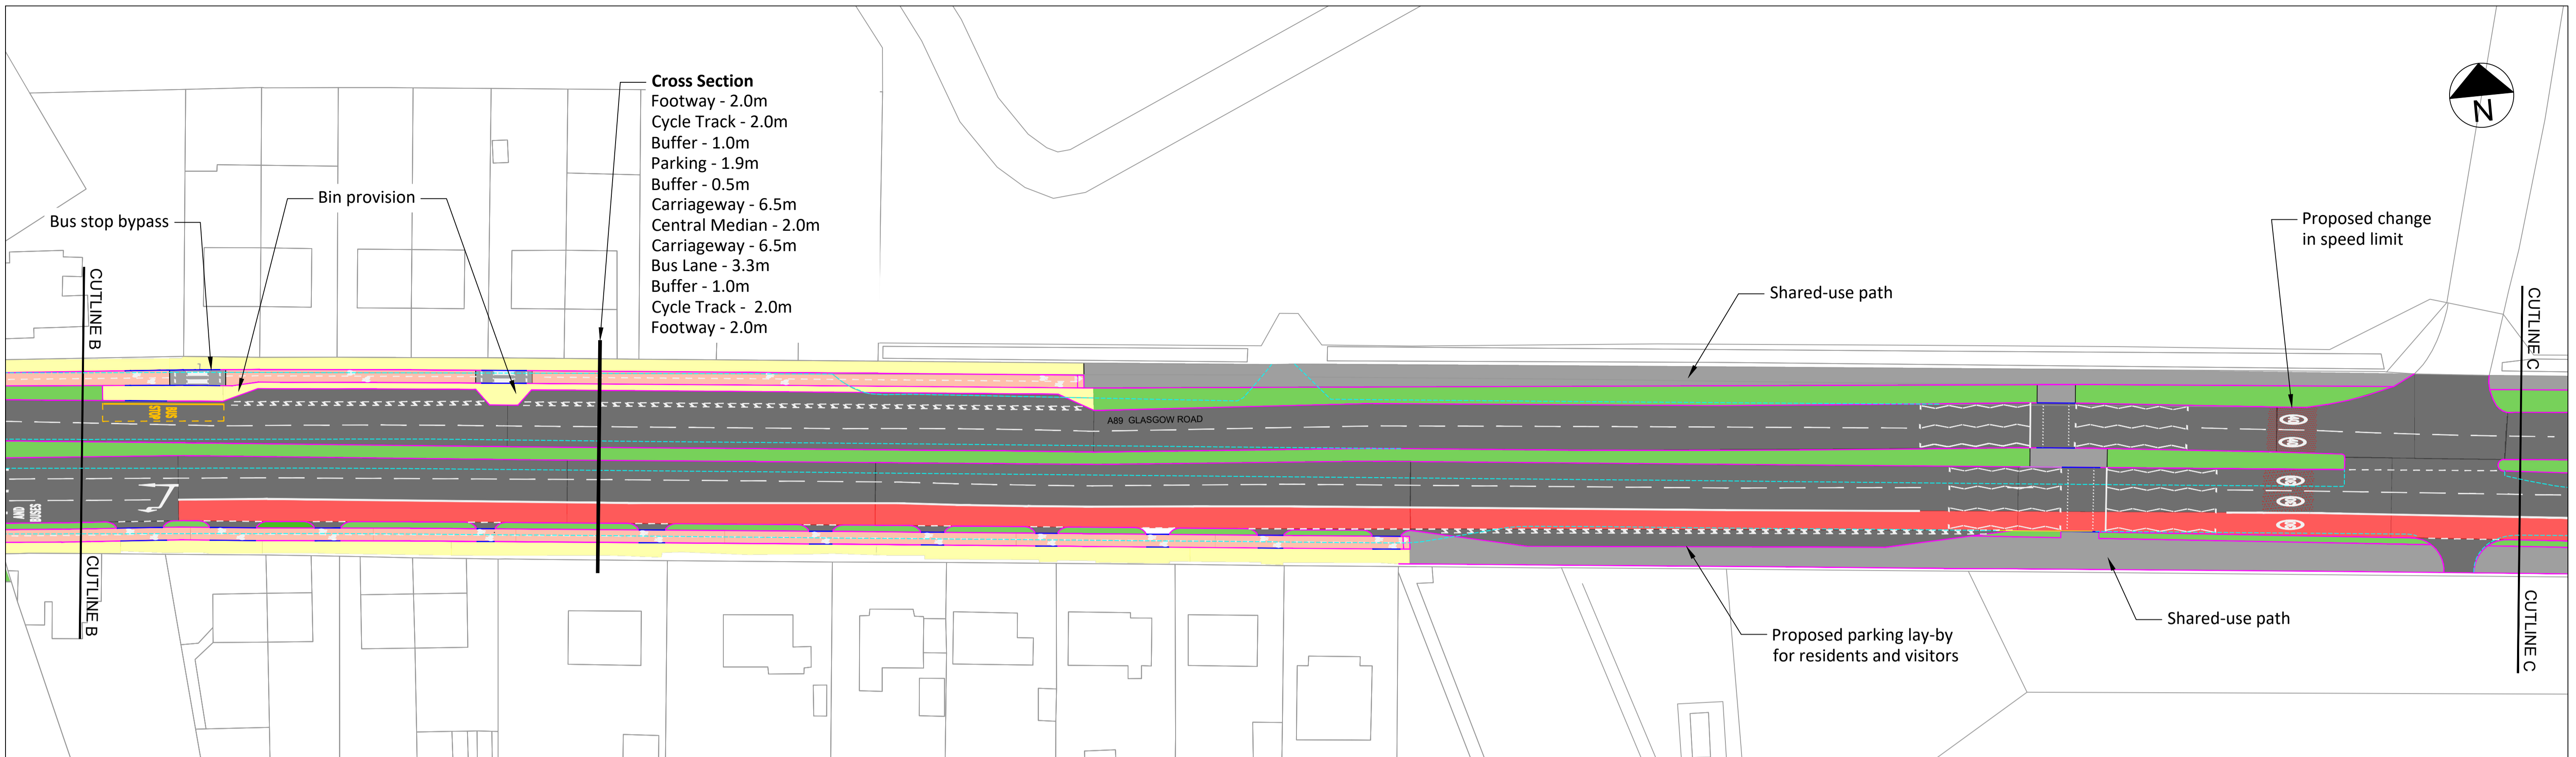 Cross Section
Footway - 2.0m
Cycle Track - 2.0m
Buffer - 1.0m
Parking - 1.9m
Buffer - 0.5m
Carriageway - 6.5m
Central Median - 2.0m
Carriageway - 6.5m
Bus Lane - 3.3m
Buffer - 1.0m
Cycle Track - 2.0m
Footway - 2.0m
N
Bin provision
Bus stop bypass
Proposed change
in speed limit
Shared-use path
CUTLINE B
CUTLINE C
BUS
STOP
A89 GLASGOW ROAD
AND
BUSES
CUTLINE B
CUTLINE C
Shared-use path
Proposed parking lay-by
for residents and visitors